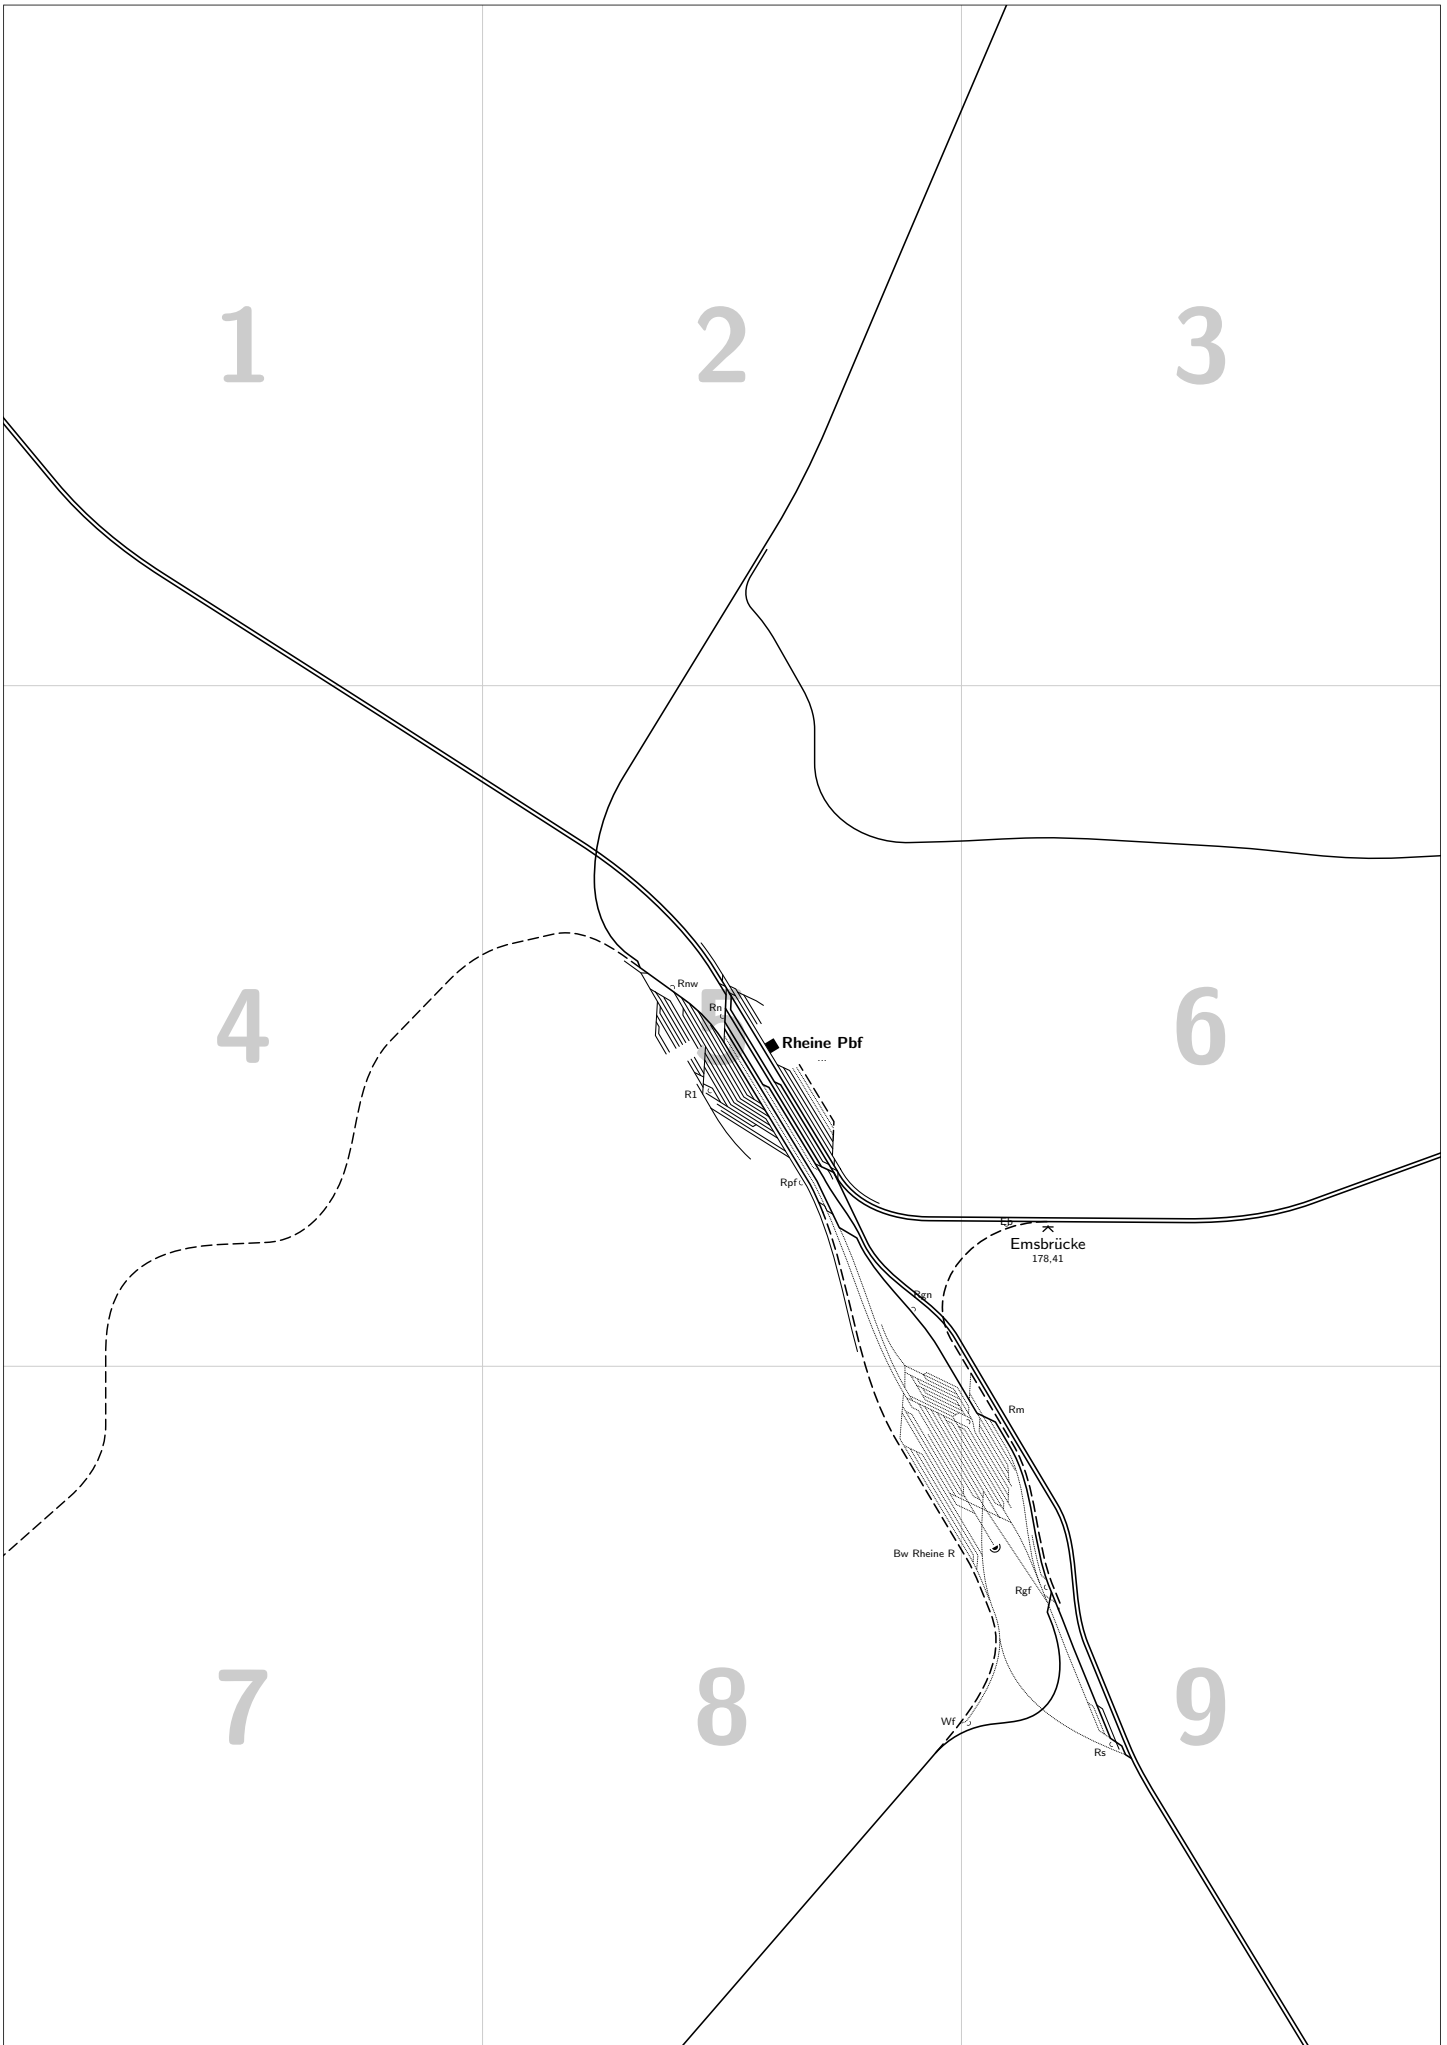 1
2
3
4
5
6
Rnw
Rn
Rheine Pbf
...
R1
Rpf
Eb
Emsbrücke
178,41
Rgn
Rm
Bw Rheine R
Rgf
7
8
9
Wf
Rs